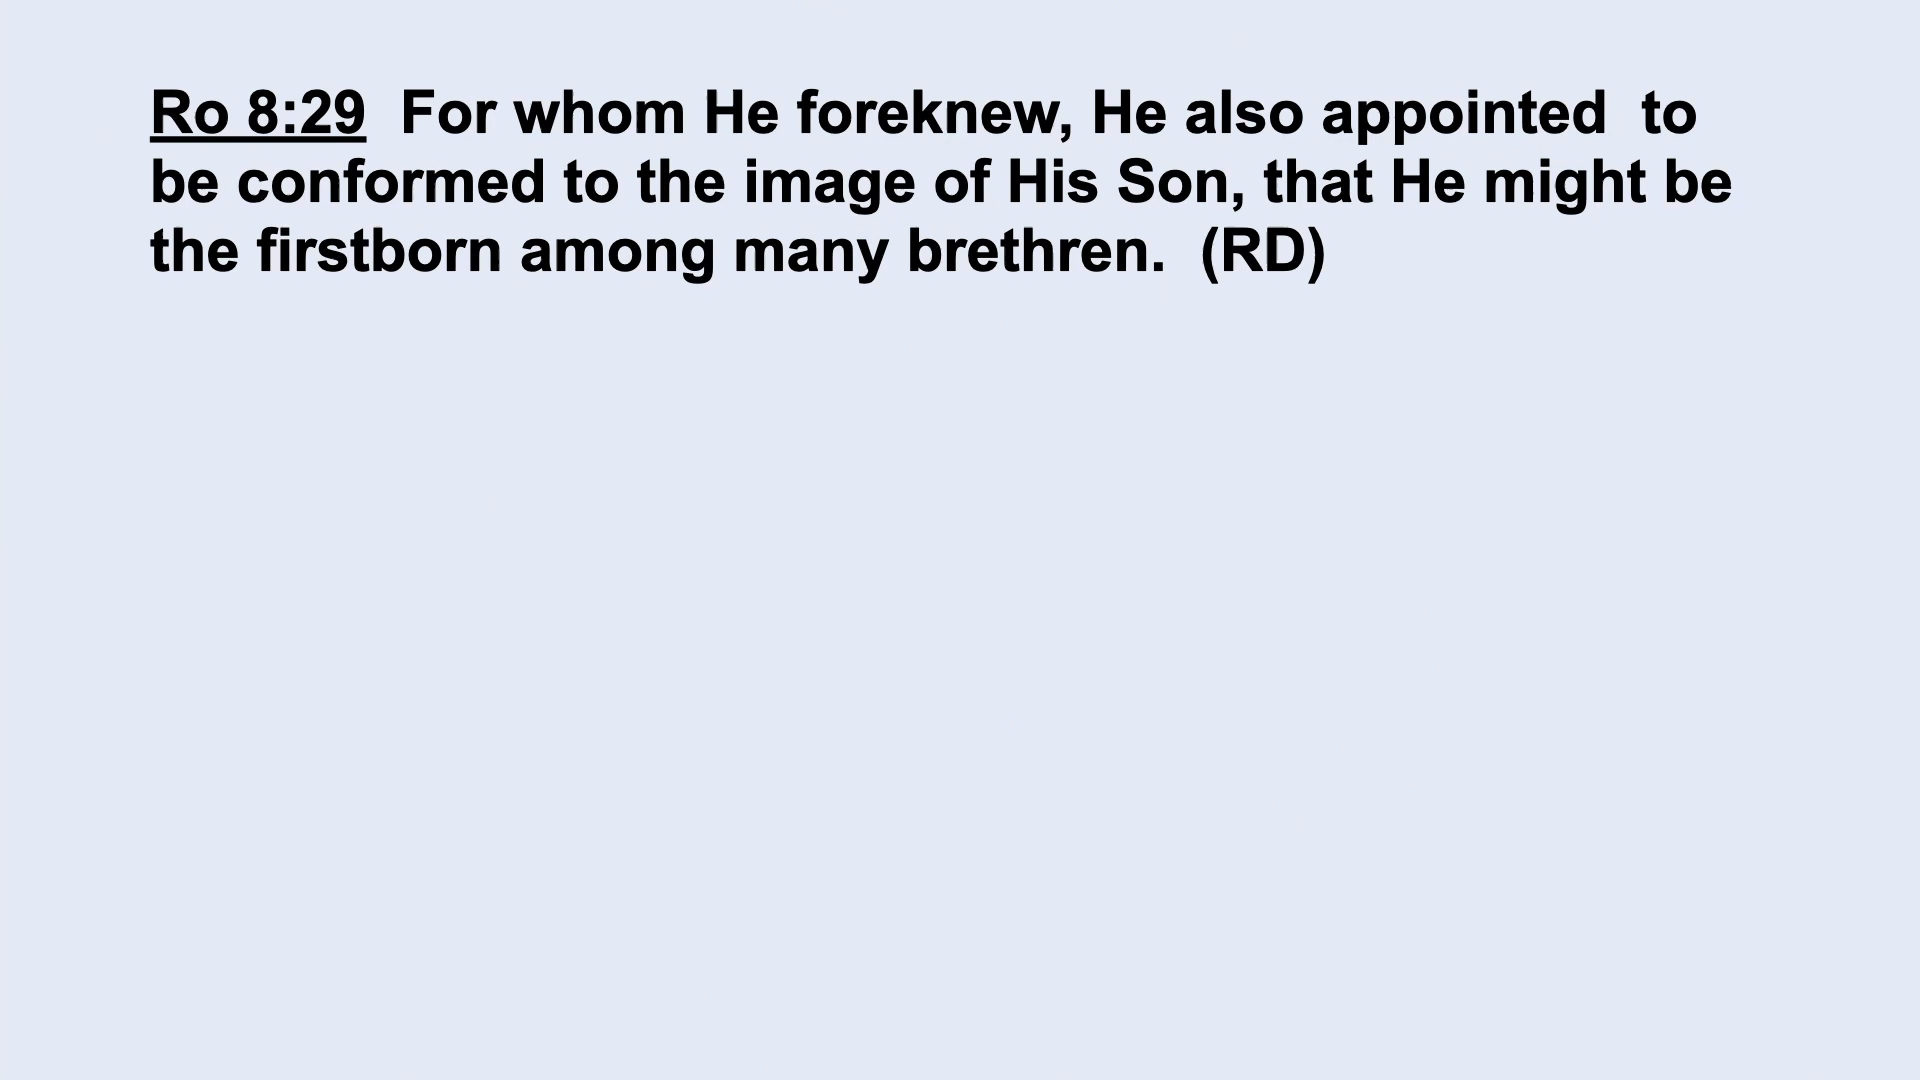 Ro 8:29  For whom He foreknew, He also appointed  to
be conformed to the image of His Son, that He might be
the firstborn among many brethren.  (RD)